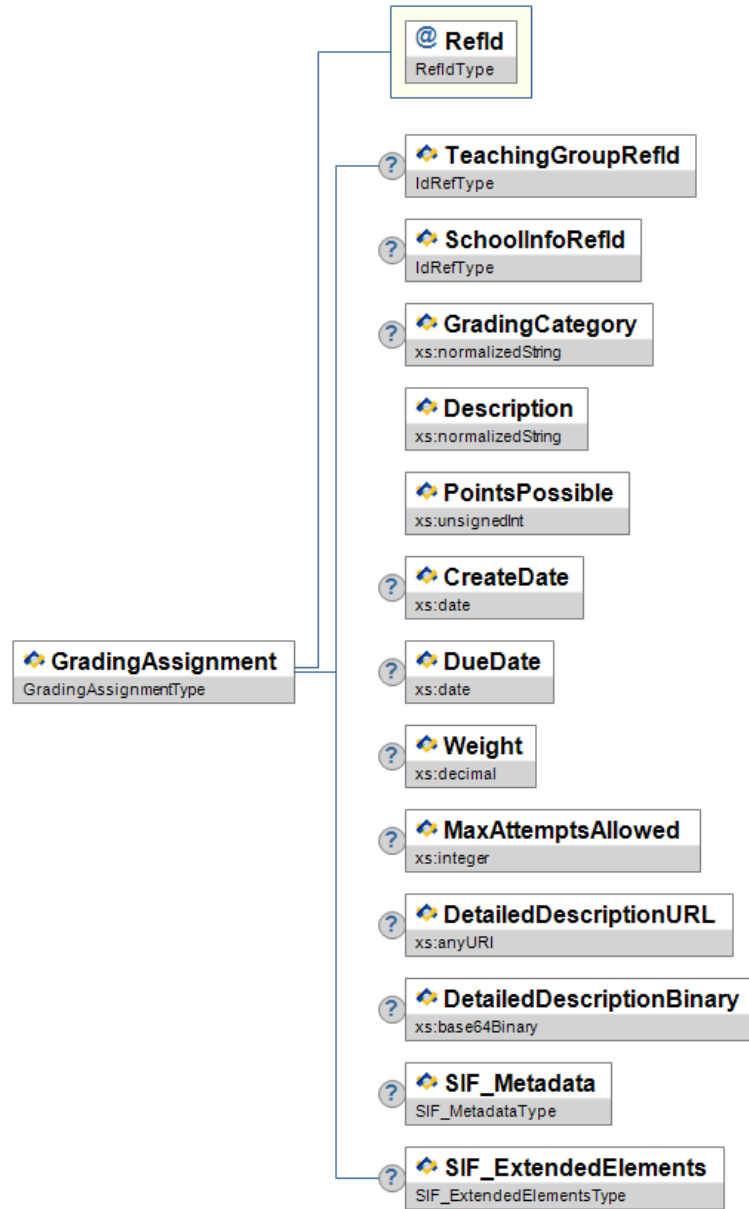 @ RefId
RefIdType
? TeachingGroupRefId
IdRefType
? SchoolInfoRefId
IdRefType
? GradingCategory
xs:normalizedString
Description
xs:normalizedString
PointsPossible
xs:unsignedInt
? CreateDate
xs:date
GradingAssignment
GradingAssignmentType
? DueDate
xs:date
? Weight
xs:decimal
? MaxAttemptsAllowed
xs:integer
? DetailedDescriptionURL
xs:anyURI
? DetailedDescriptionBinary
xs:base64Binary
? SIF_Metadata
SIF_MetadataType
? SIF_ExtendedElements
SIF_ExtendedElementsType